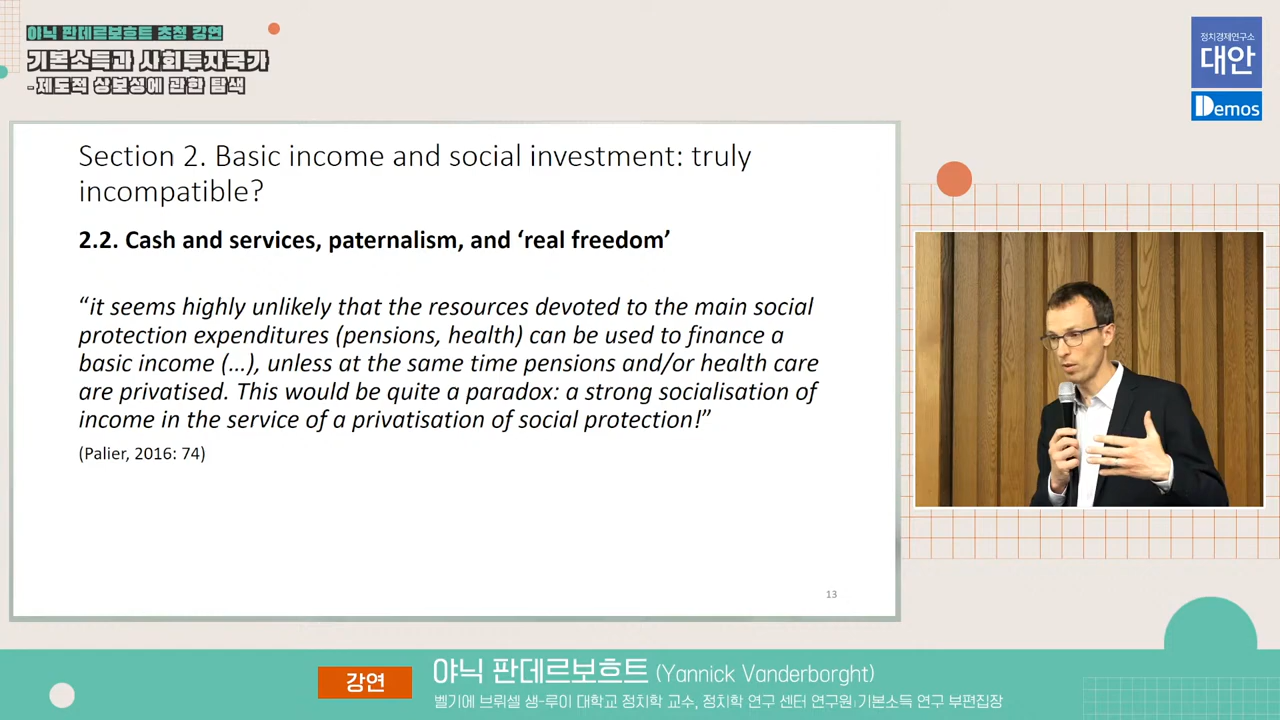 야닉 판데르보흐트 초청 강연
기본소득과 사회투자국가
-제도적 상보성에 관한 탐색
정치경제연구소
대안
Demos
Section 2. Basic income and social investment: truly
incompatible?
2.2. Cash and services, paternalism, and ‘real freedom’
“it seems highly unlikely that the resources devoted to the main social
protection expenditures (pensions, health) can be used to finance a
basic income (...), unless at the same time pensions and/or health care
are privatised. This would be quite a paradox: a strong socialisation of
income in the service of a privatisation of social protection!”
(Palier, 2016: 74)
13
강연
야닉 판데르보흐트 (Yannick Vanderborght)
벨기에 브뤼셀 생-루이 대학교 정치학 교수, 정치학 연구 센터 연구원, 기본소득 연구 부편집장